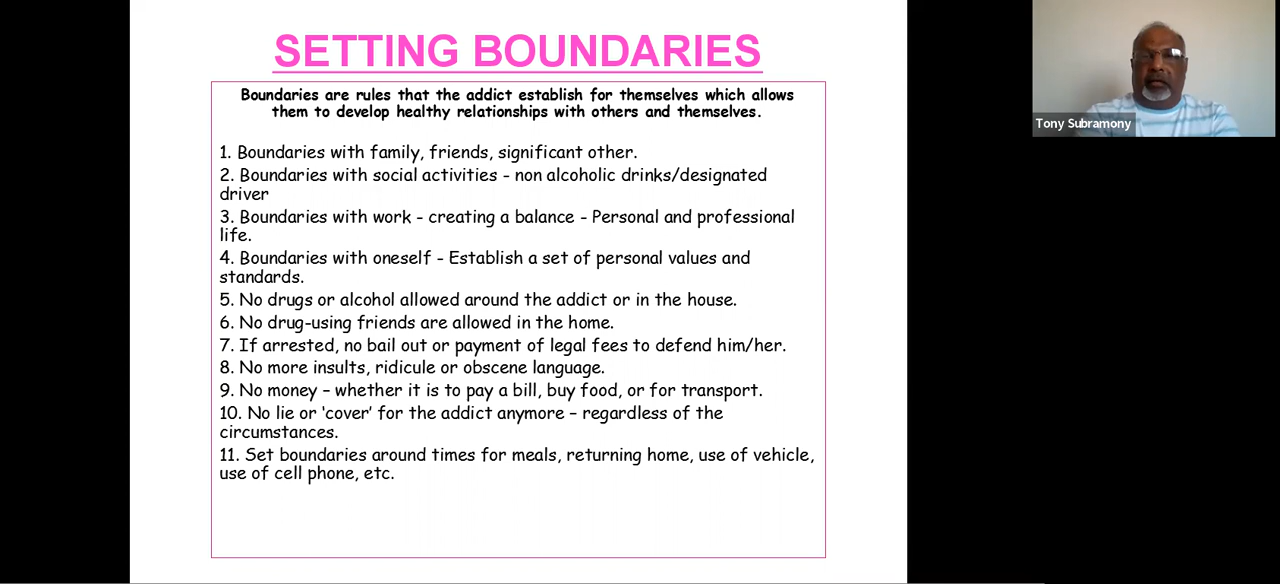 SETTING BOUNDARIES
Boundaries are rules that the addict establish for themselves which allows
them to develop healthy relationships with others and themselves.
1. Boundaries with family, friends, significant other.
2. Boundaries with social activities - non alcoholic drinks/designated
driver
3. Boundaries with work - creating a balance - Personal and professional
life.
4. Boundaries with oneself - Establish a set of personal values and
standards.
5. No drugs or alcohol allowed around the addict or in the house.
6. No drug-using friends are allowed in the home.
7. If arrested, no bail out or payment of legal fees to defend him/her.
8. No more insults, ridicule or obscene language.
9. No money – whether it is to pay a bill, buy food, or for transport.
10. No lie or ‘cover’ for the addict anymore – regardless of the
circumstances.
11. Set boundaries around times for meals, returning home, use of vehicle,
use of cell phone, etc.
Tony Subramony